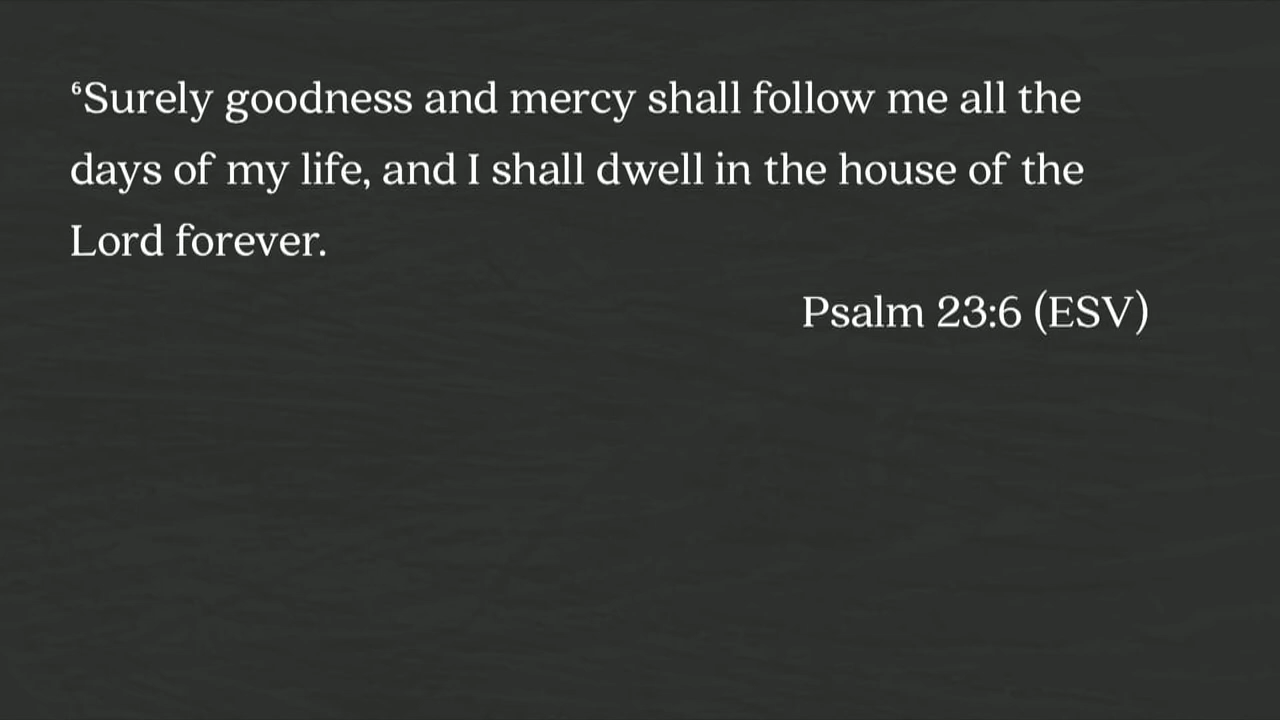 ⁶Surely goodness and mercy shall follow me all the
days of my life, and I shall dwell in the house of the
Lord forever.
Psalm 23:6 (ESV)